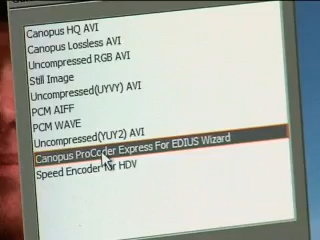 Canopus HQ AVI
Canopus Lossless AVI
Uncompressed RGB AVI
Still Image
Uncompressed(UYVY) AVI
PCM AIFF
PCM WAVE
Uncompressed(YUY2) AVI
Canopus ProCoder Express For EDIUS Wizard
Speed Encoder for HDV